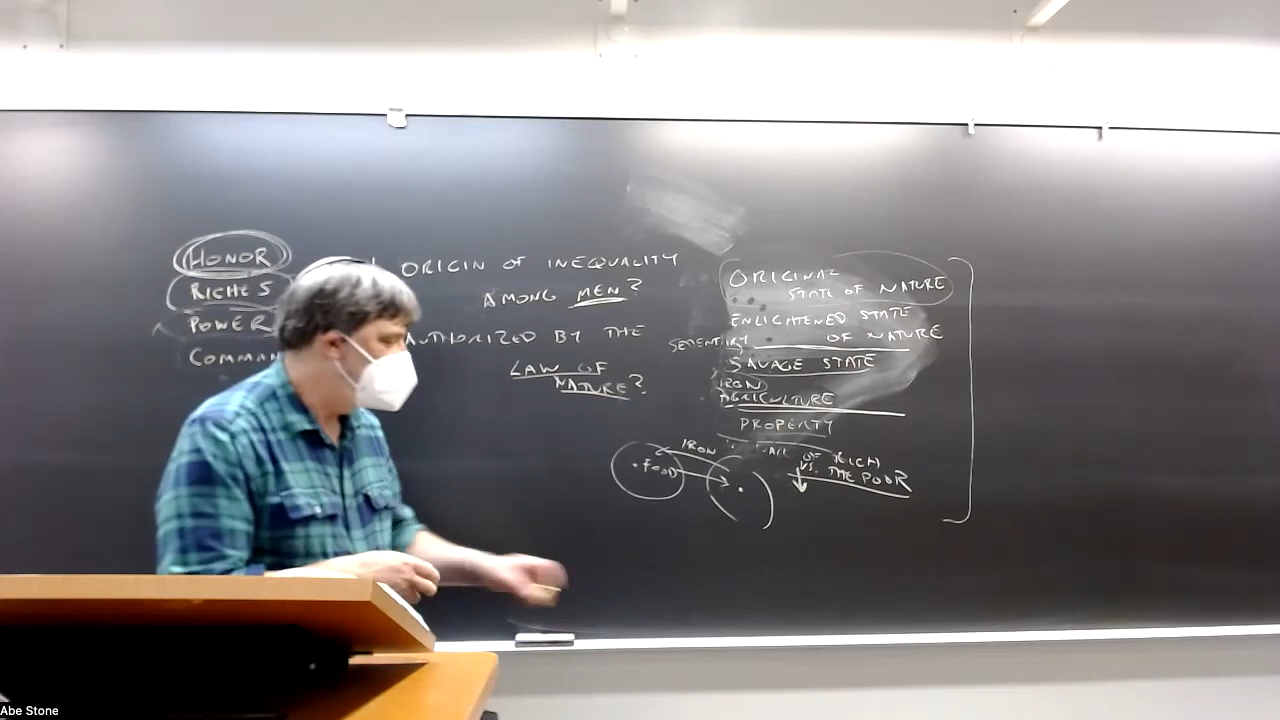 HONOR
RICHES
POWER
COMMAN
ORIGIN OF INEQUALITY
AMONG MEN?
AUTHORIZED BY THE
LAW OF
NATURE?
ORIGINAL
STATE OF NATURE
ENLIGHTENED STATE
OF NATURE
SAVAGE STATE
IRON
AGRICULTURE
PROPERTY
IRON
FOOD
OF RICH
VS. THE POOR
Abe Stone